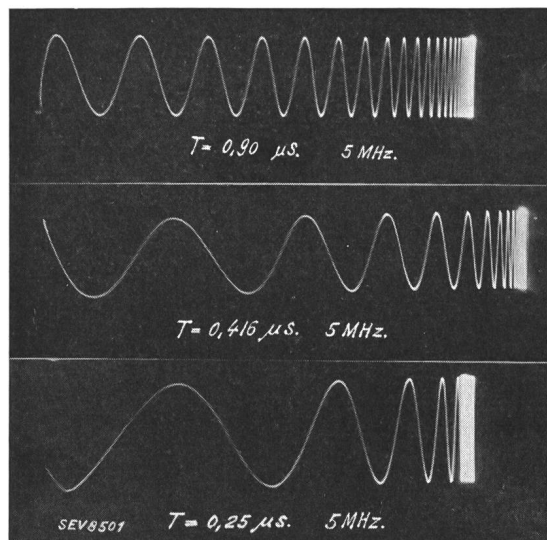 T = 0,90 µs. 5 MHz.
T = 0,416 µs. 5 MHz.
SEV8501 T = 0,25 µs. 5 MHz.